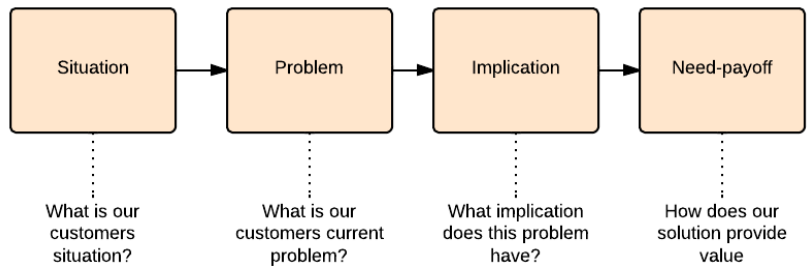 Situation
Problem
Implication
Need-payoff
What is our
customers
situation?
What is our
customers current
problem?
What implication
does this problem
have?
How does our
solution provide
value